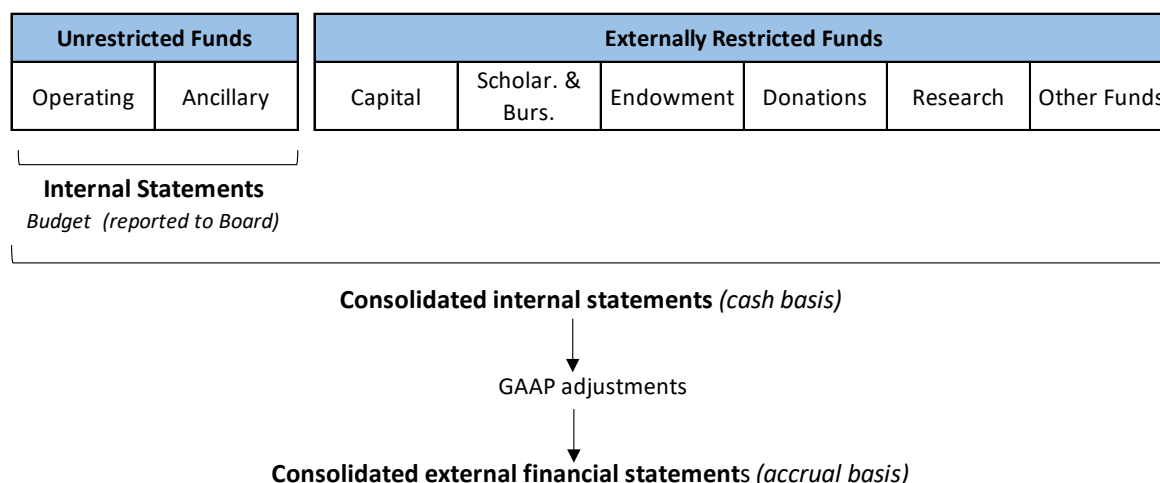 Unrestricted Funds
Externally Restricted Funds
Operating
Ancillary
Capital
Scholar. &
Burs.
Endowment
Donations
Research
Other Funds
Internal Statements
Budget (reported to Board)
Consolidated internal statements (cash basis)
GAAP adjustments
Consolidated external financial statements (accrual basis)